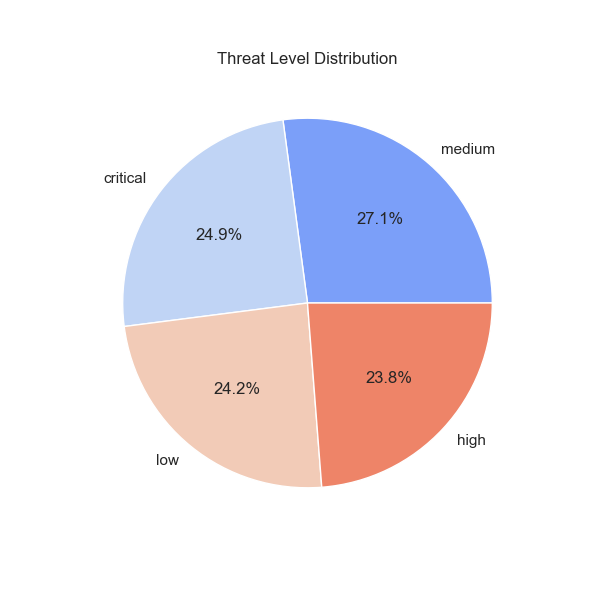 Threat Level Distribution
medium
27.1%
critical
24.9%
low
24.2%
high
23.8%